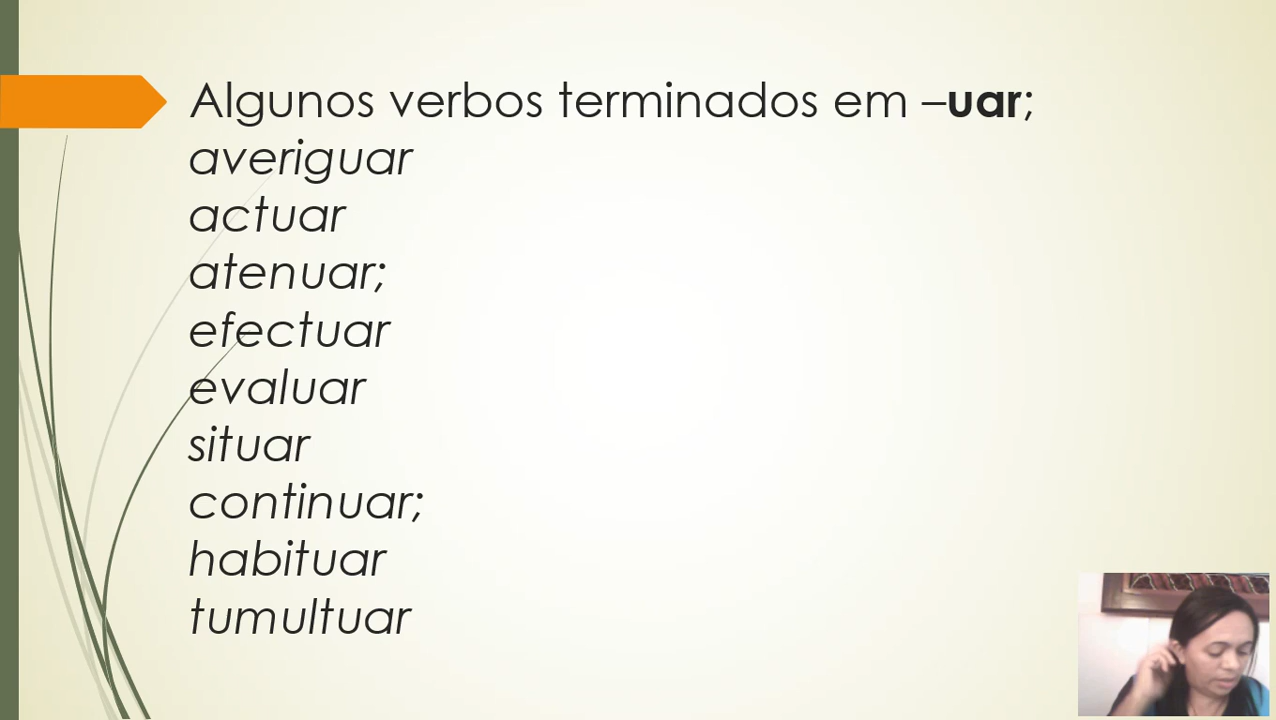 Algunos verbos terminados em –uar;
averiguar
actuar
atenuar;
efectuar
evaluar
situar
continuar;
habituar
tumultuar